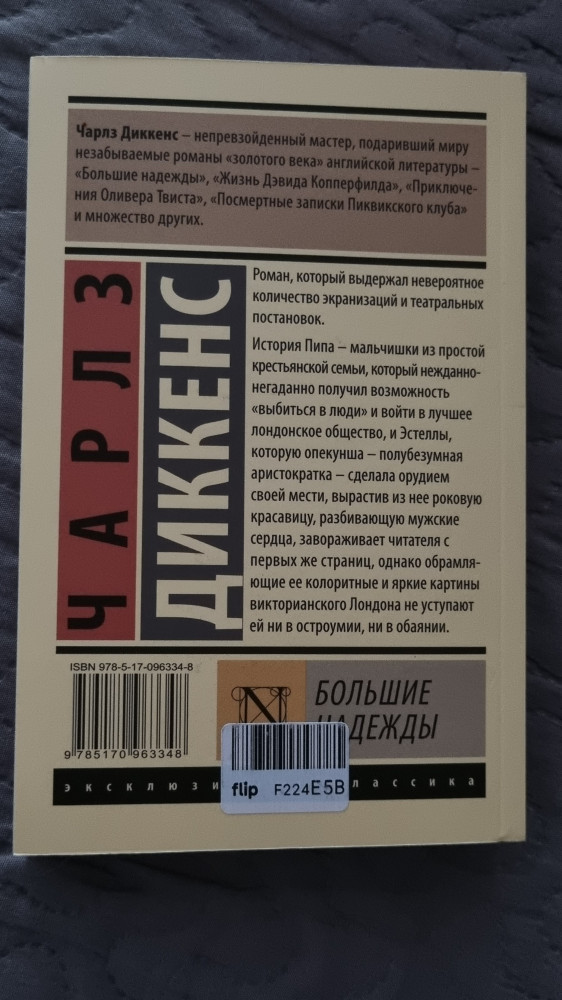 Чарлз Диккенс – непревзойденный мастер, подаривший миру
незабываемые романы «золотого века» английской литературы –
«Большие надежды», «Жизнь Дэвида Копперфилда», «Приключе-
ния Оливера Твиста», «Посмертные записки Пиквикского клуба»
и множество других.
ЧАРЛЗ
ДИККЕНС
Роман, который выдержал невероятное
количество экранизаций и театральных
постановок.
История Пипа – мальчишки из простой
крестьянской семьи, который нежданно-
негаданно получил возможность
«выбиться в люди» и войти в лучшее
лондонское общество, и Эстеллы,
которую опекунша – полубезумная
аристократка – сделала орудием
своей мести, вырастив из нее роковую
красавицу, разбивающую мужские
сердца, завораживает читателя с
первых же страниц, однако обрамля-
ющие ее колоритные и яркие картины
викторианского Лондона не уступают
ей ни в остроумии, ни в обаянии.
ISBN 978-5-17-096334-8
9 785170 963348
N
БОЛЬШИЕ
НАДЕЖДЫ
flip F224E5B